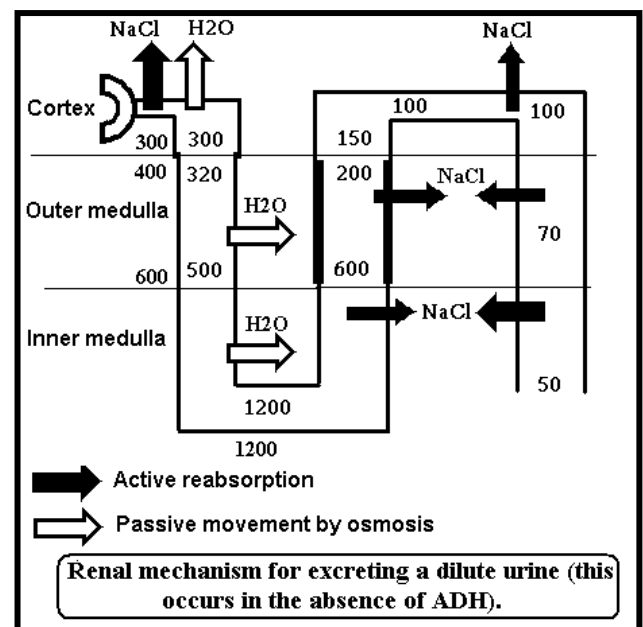 NaCl H2O NaCl
Cortex
100 100
300 300 150
400 320 200 NaCl
Outer medulla H2O
70
600 500 600
H2O NaCl
Inner medulla
50
1200
1200
Active reabsorption
Passive movement by osmosis
Renal mechanism for excreting a dilute urine (this
occurs in the absence of ADH).